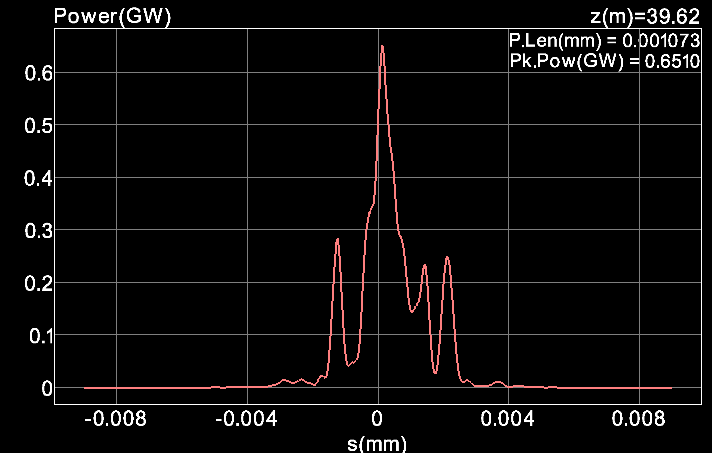 Power(GW)
z(m)=39.62
P.Len(mm) = 0.001073
Pk.Pow(GW) = 0.6510
0.6
0.5
0.4
0.3
0.2
0.1
0
-0.008
-0.004
0
0.004
0.008
s(mm)